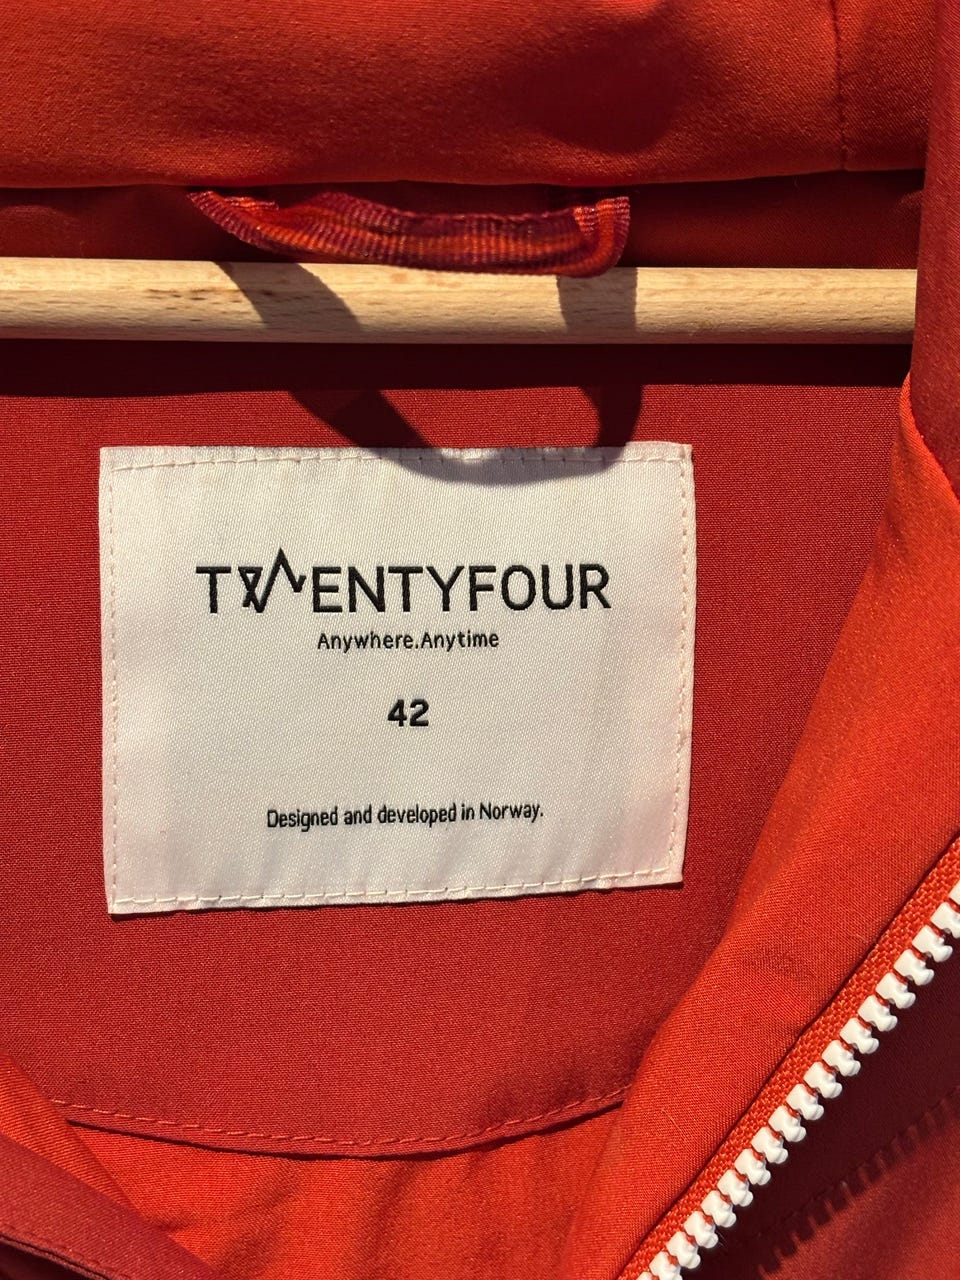 TWENTYFOUR
Anywhere.Anytime
42
Designed and developed in Norway.